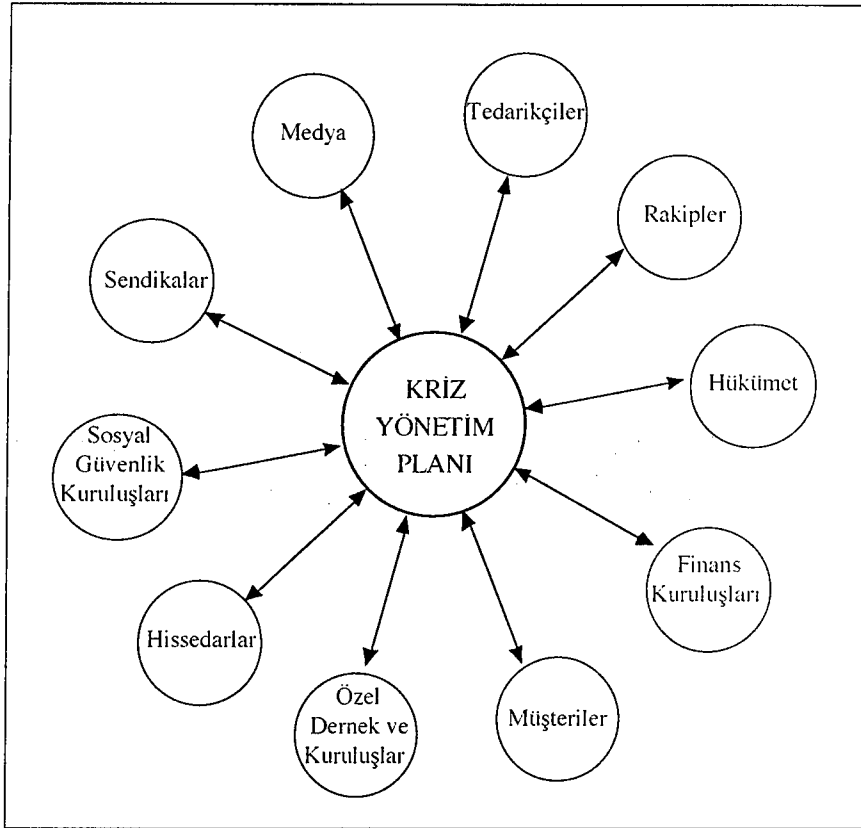 Medya
Tedarikçiler
Rakipler
Sendikalar
Hükümet
KRİZ
YÖNETİM
PLANI
Sosyal
Güvenlik
Kuruluşları
Finans
Kuruluşları
Hissedarlar
Özel
Dernek ve
Kuruluşlar
Müşteriler